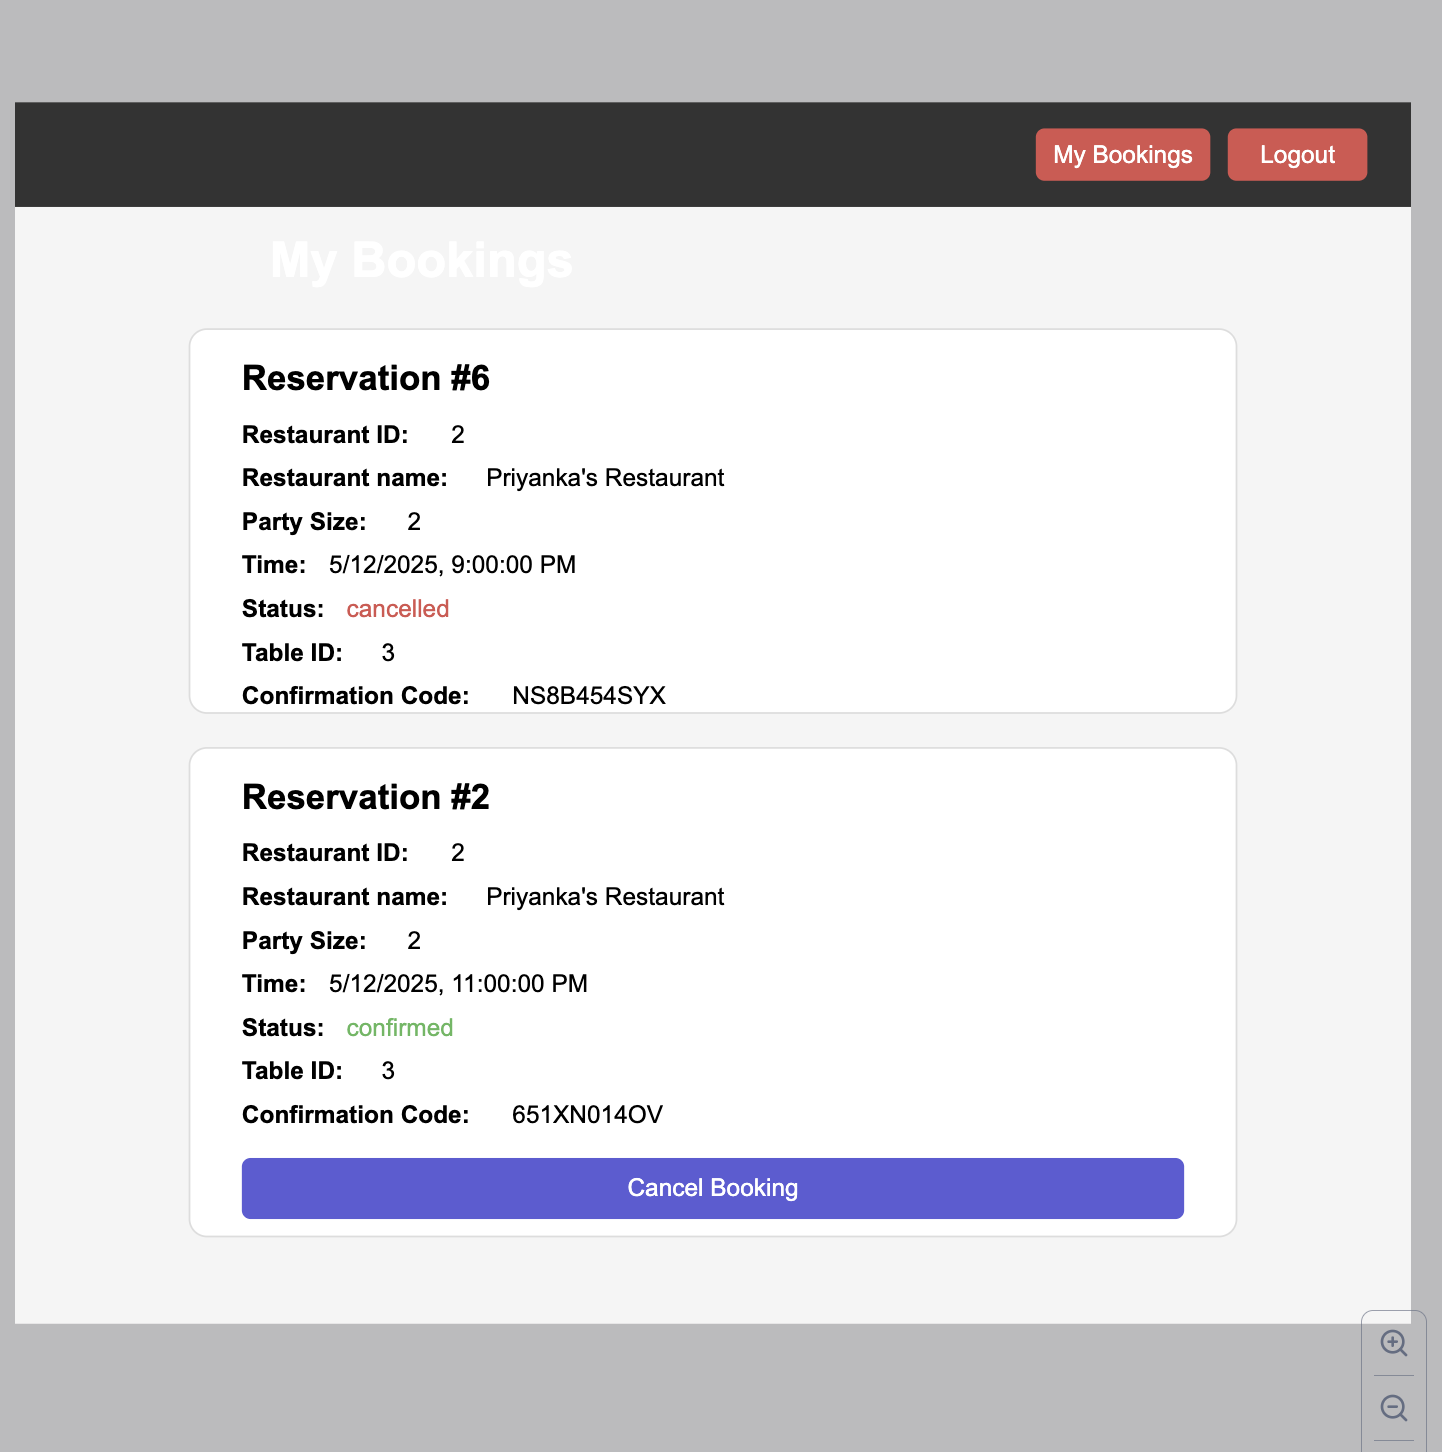 My Bookings Logout
My Bookings
Reservation #6
Restaurant ID: 2
Restaurant name: Priyanka's Restaurant
Party Size: 2
Time: 5/12/2025, 9:00:00 PM
Status: cancelled
Table ID: 3
Confirmation Code: NS8B454SYX
Reservation #2
Restaurant ID: 2
Restaurant name: Priyanka's Restaurant
Party Size: 2
Time: 5/12/2025, 11:00:00 PM
Status: confirmed
Table ID: 3
Confirmation Code: 651XN014OV
Cancel Booking